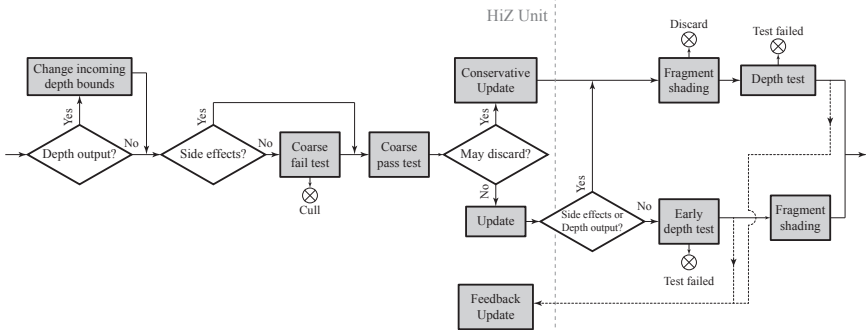 HiZ Unit
Change incoming
depth bounds
Yes
Depth output?
No
Yes
Side effects?
No
Coarse
fail test
Cull
Coarse
pass test
Conservative
Update
Yes
May discard?
No
Update
Discard
Fragment
shading
Test failed
Depth test
Yes
Side effects or
Depth output?
No
Early
depth test
Test failed
Fragment
shading
Feedback
Update